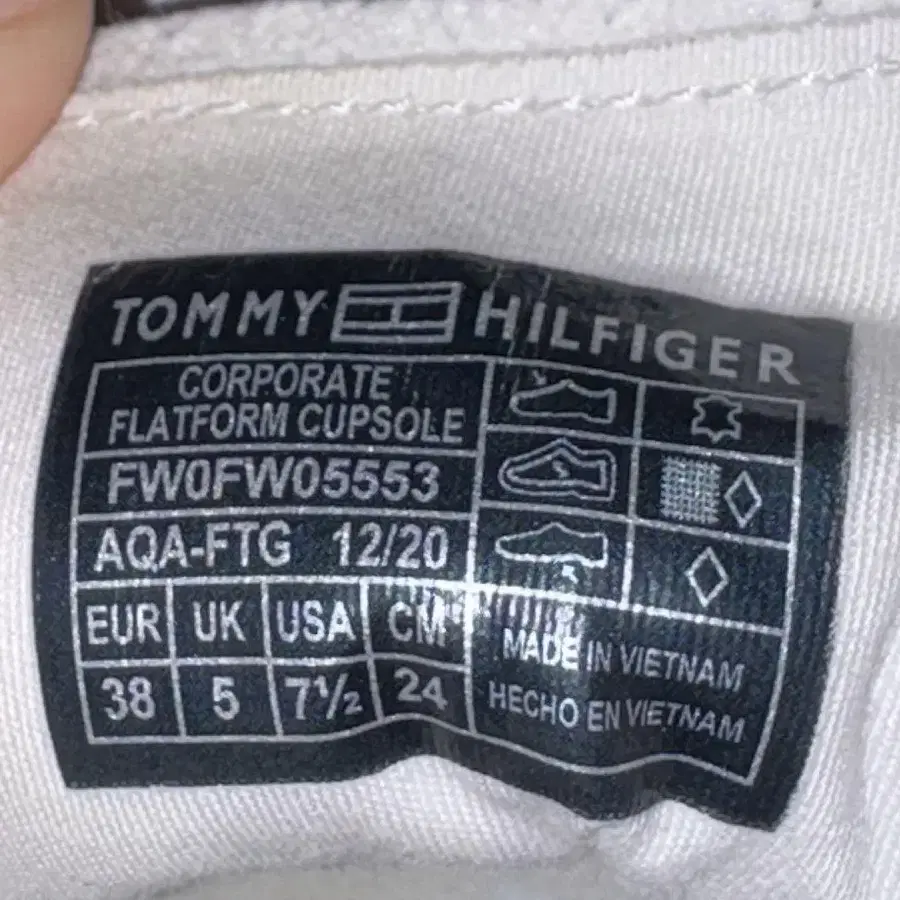 TOMMY HILFIGER
CORPORATE
FLATFORM CUPSOLE
FW0FW05553
AQA-FTG 12/20
EUR UK USA CM
38 5 7½ 24
MADE IN VIETNAM
HECHO EN VIETNAM